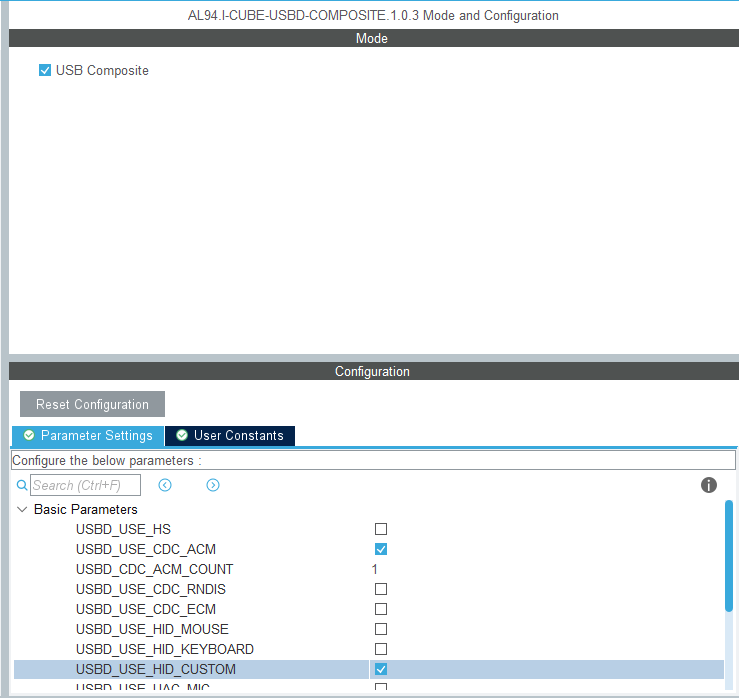 AL94.I-CUBE-USBD-COMPOSITE.1.0.3 Mode and Configuration
Mode
USB Composite
Configuration
Reset Configuration
Parameter Settings User Constants
Configure the below parameters :
Search (Ctrl+F)
Basic Parameters
USBD_USE_HS
USBD_USE_CDC_ACM
USBD_CDC_ACM_COUNT 1
USBD_USE_CDC_RNDIS
USBD_USE_CDC_ECM
USBD_USE_HID_MOUSE
USBD_USE_HID_KEYBOARD
USBD_USE_HID_CUSTOM
USBD_USE_UAC_MIC